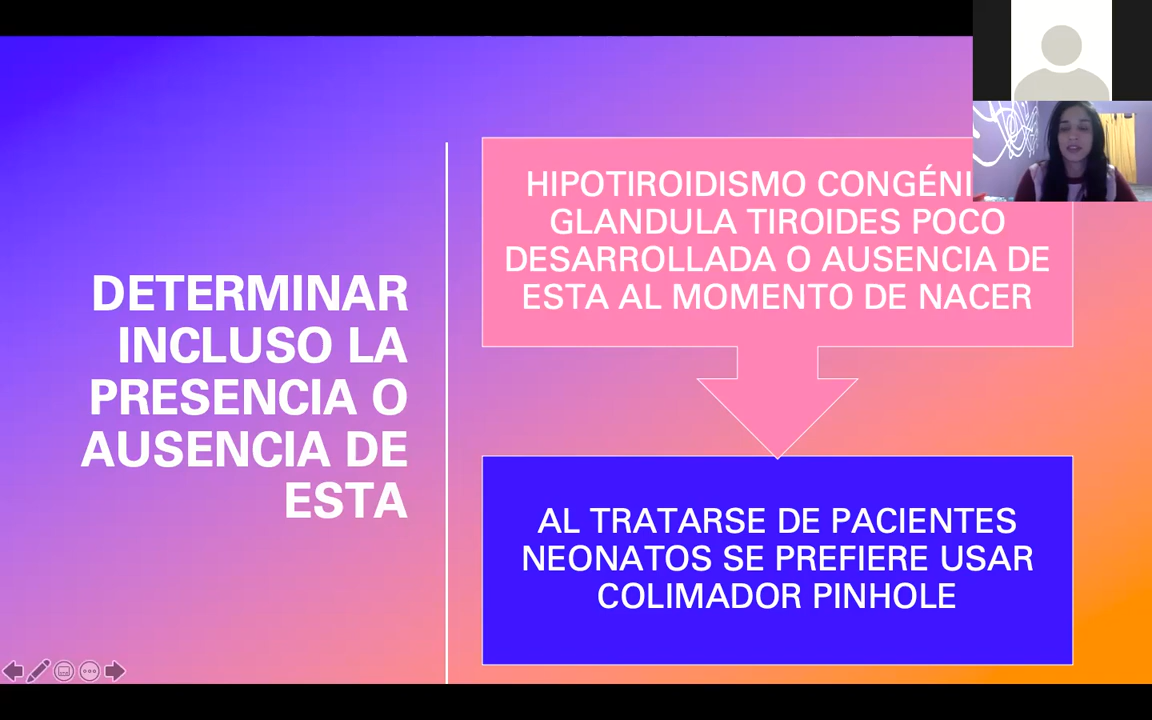 DETERMINAR
INCLUSO LA
PRESENCIA O
AUSENCIA DE
ESTA
HIPOTIROIDISMO CONGÉNI
GLANDULA TIROIDES POCO
DESARROLLADA O AUSENCIA DE
ESTA AL MOMENTO DE NACER
AL TRATARSE DE PACIENTES
NEONATOS SE PREFIERE USAR
COLIMADOR PINHOLE